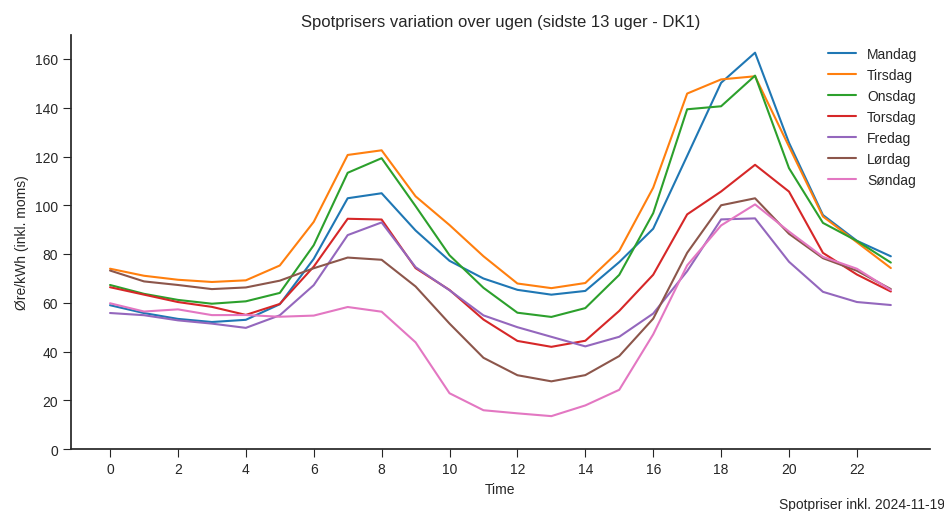 Spotprisers variation over ugen (sidste 13 uger - DK1)
Øre/kWh (inkl. moms)
160
140
120
100
80
60
40
20
0
0 2 4 6 8 10 12 14 16 18 20 22
Time
Mandag
Tirsdag
Onsdag
Torsdag
Fredag
Lørdag
Søndag
Spotpriser inkl. 2024-11-19